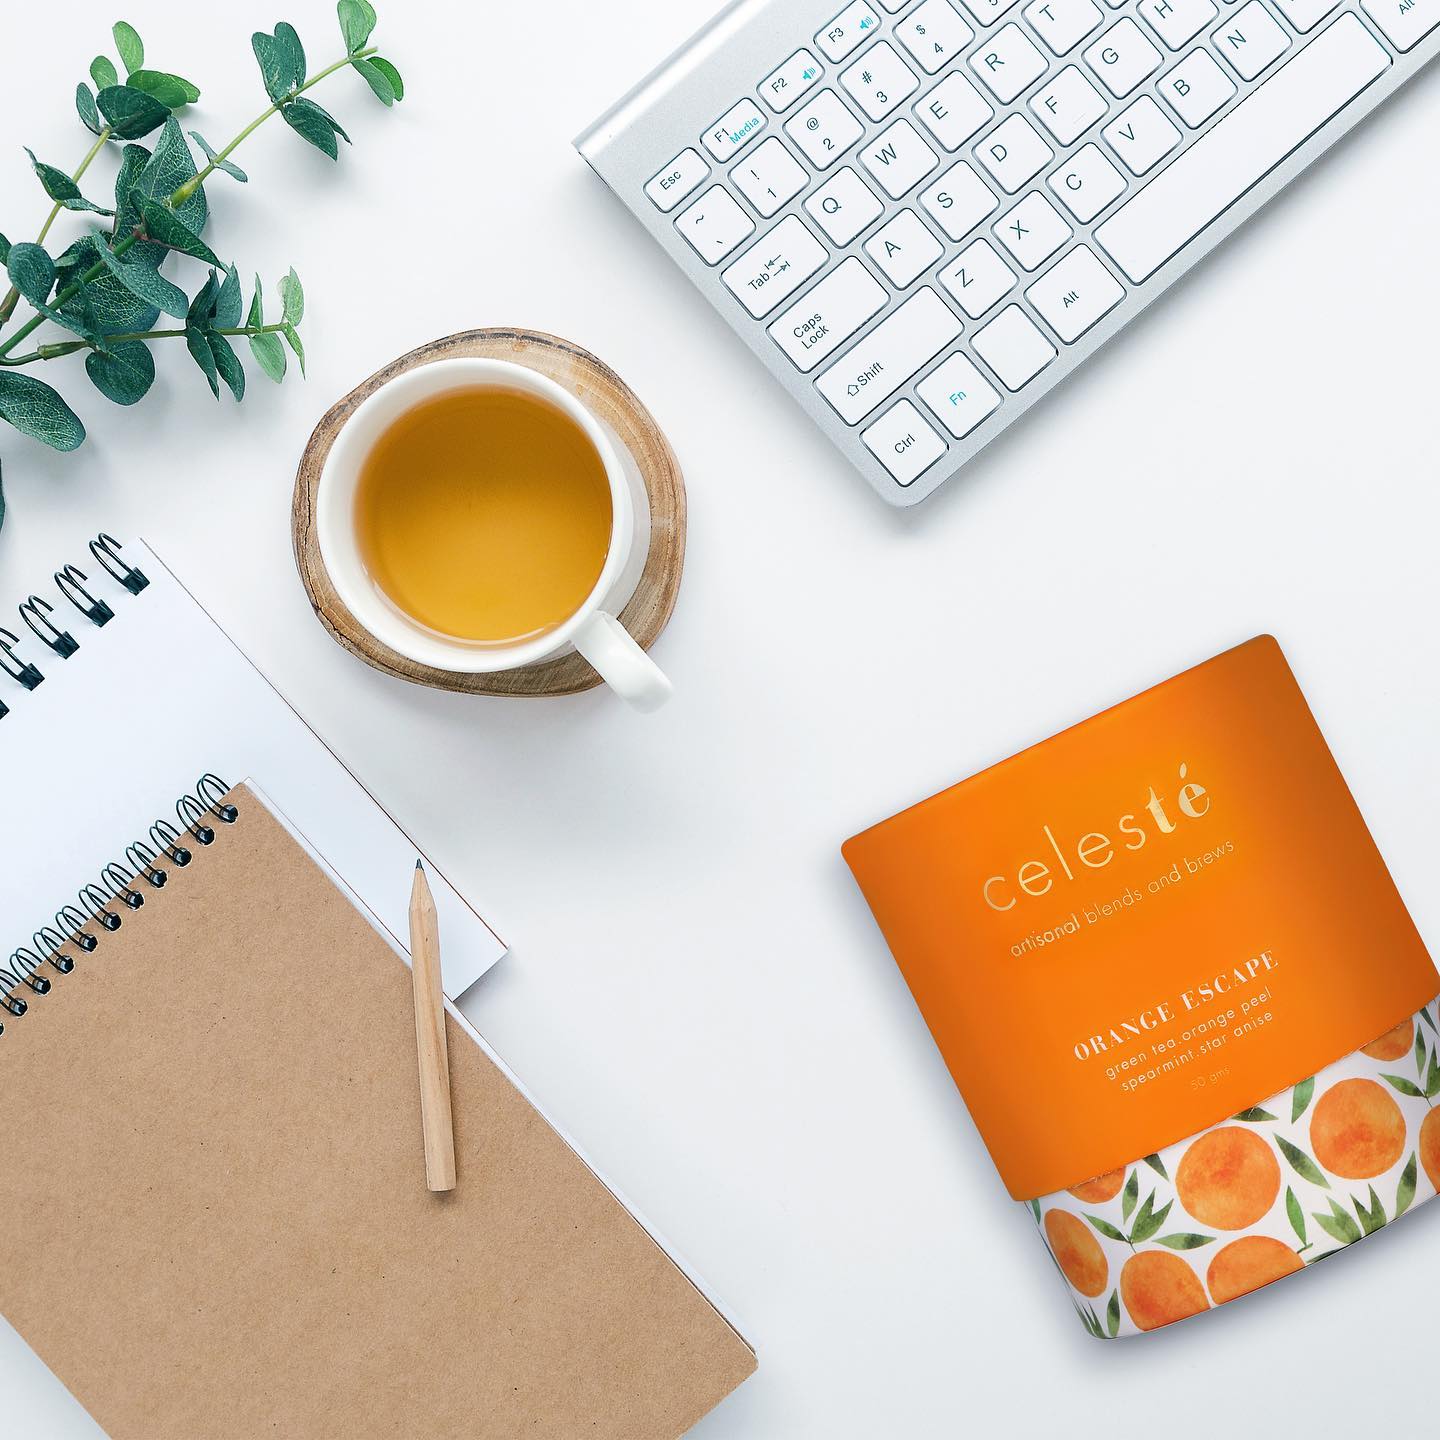 F1 Media
F2
F3
Esc
! 1
@ 2
# 3
$ 4
~
Q
W
E
R
T
Tab
A
S
D
F
G
H
Caps
Lock
Z
X
C
V
B
N
Shift
Ctrl
Fn
Alt
Alt
celesté
artisanal blends and brews
ORANGE ESCAPE
green tea.orange peel
spearmint.star anise
50 gms